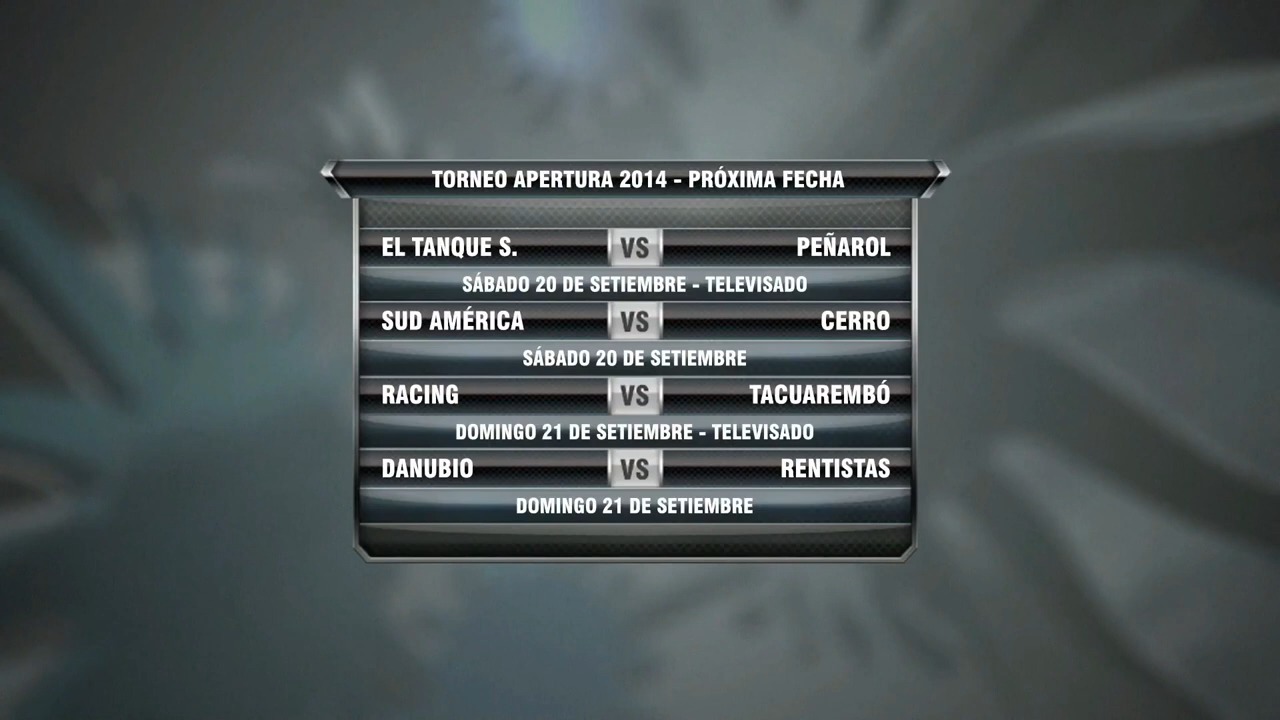 TORNEO APERTURA 2014 - PRÓXIMA FECHA
EL TANQUE S. VS PEÑAROL
SÁBADO 20 DE SETIEMBRE - TELEVISADO
SUD AMÉRICA VS CERRO
SÁBADO 20 DE SETIEMBRE
RACING VS TACUAREMBÓ
DOMINGO 21 DE SETIEMBRE - TELEVISADO
DANUBIO VS RENTISTAS
DOMINGO 21 DE SETIEMBRE